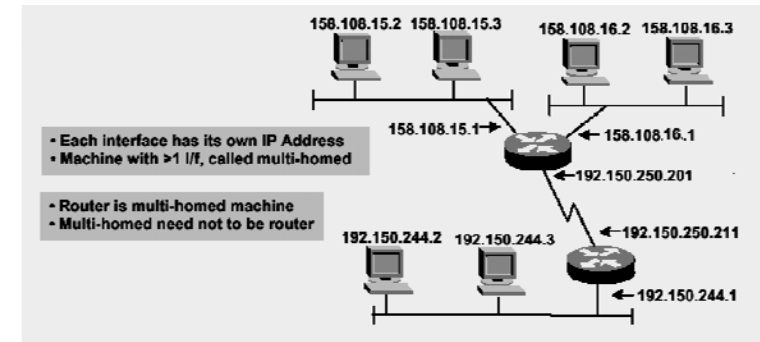 158.108.15.2 158.108.15.3
158.108.16.2 158.108.16.3
158.108.15.1
158.108.16.1
• Each interface has its own IP Address
• Machine with >1 I/f, called multi-homed
192.150.250.201
• Router is multi-homed machine
• Multi-homed need not to be router
192.150.250.211
192.150.244.2 192.150.244.3
192.150.244.1